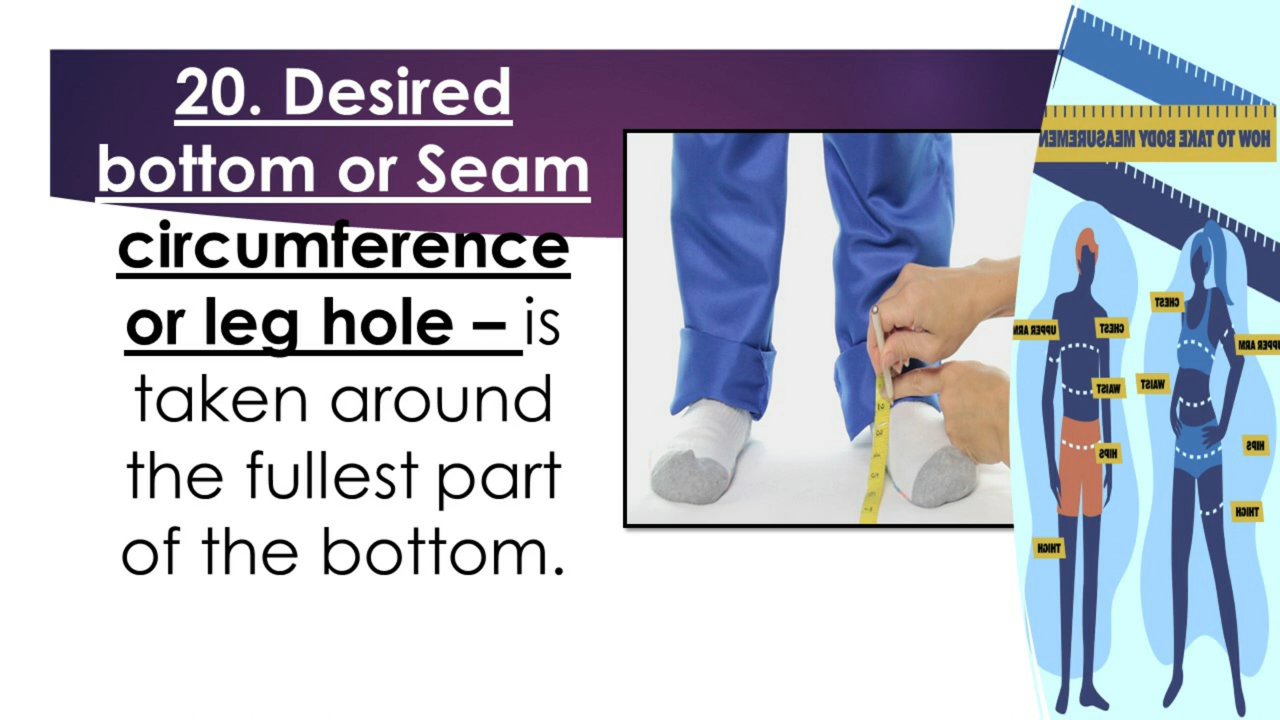 20. Desired
bottom or Seam
circumference
or leg hole – is
taken around
the fullest part
of the bottom.
HOW TO TAKE BODY MEASUREMEN
CHEST
UPPER ARM
CHEST
UPPER ARM
WAIST
WAIST
HIPS
HIPS
THIGH
THIGH